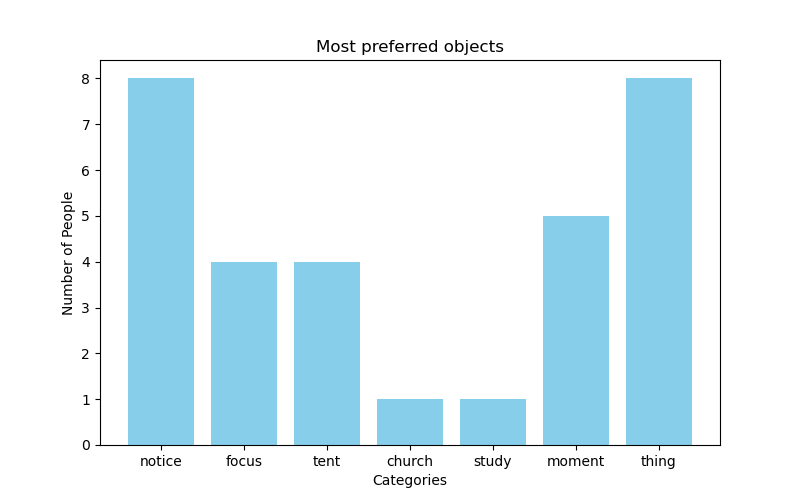 Most preferred objects
8
7
6
5
4
3
2
1
0
Number of People
notice focus tent church study moment thing
Categories